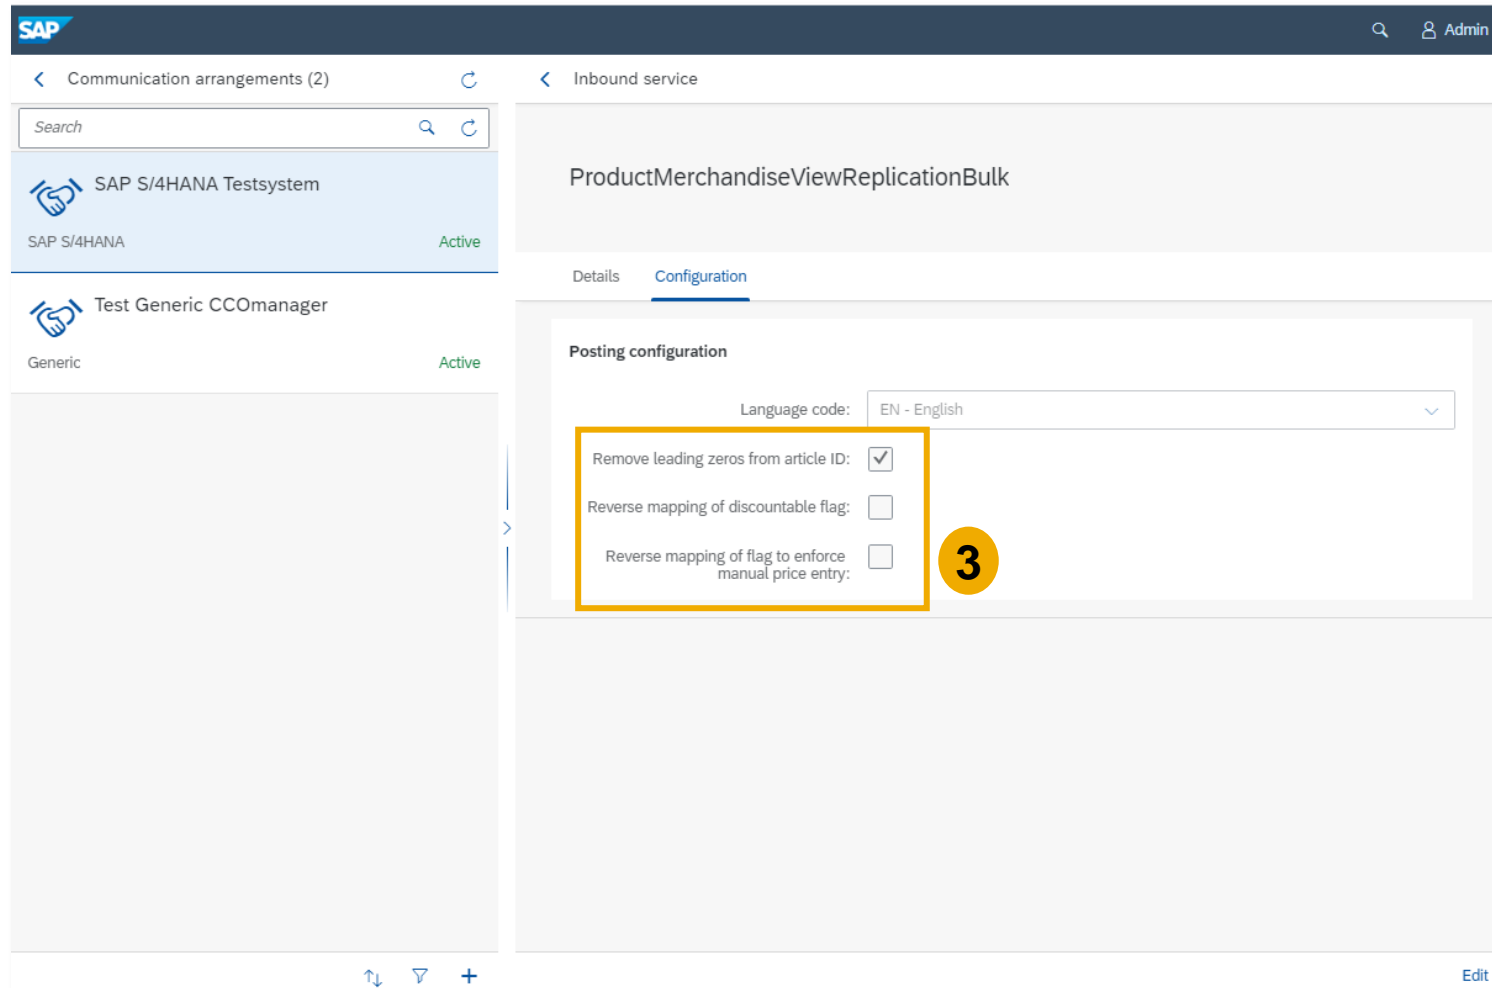 SAP
Admin
Communication arrangements (2)
Inbound service
Search
SAP S/4HANA Testsystem
SAP S/4HANA
Active
Test Generic CCOmanager
Generic
Active
ProductMerchandiseViewReplicationBulk
Details
Configuration
Posting configuration
Language code:
EN - English
Remove leading zeros from article ID:
Reverse mapping of discountable flag:
Reverse mapping of flag to enforce
manual price entry:
3
Edit